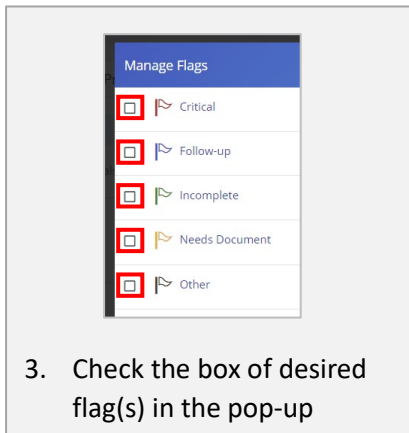 Manage Flags
Critical
Follow-up
Incomplete
Needs Document
Other
3. Check the box of desired
flag(s) in the pop-up